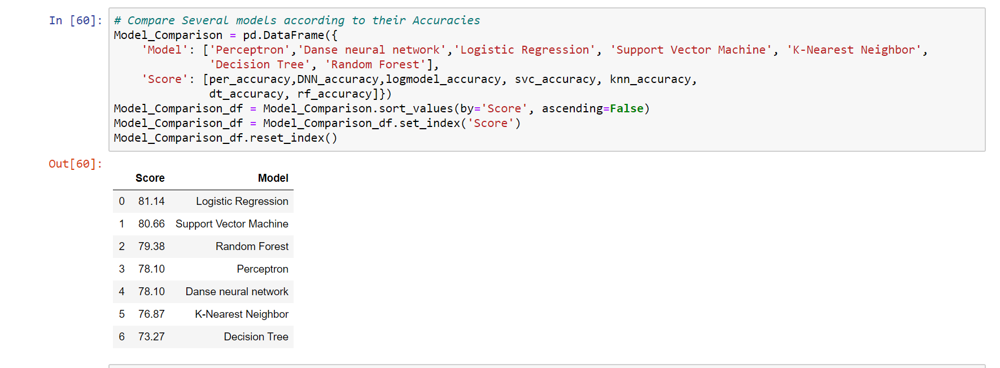 In [60]:
# Compare Several models according to their Accuracies
Model_Comparison = pd.DataFrame({
    'Model': ['Perceptron','Danse neural network','Logistic Regression', 'Support Vector Machine', 'K-Nearest Neighbor',
              'Decision Tree', 'Random Forest'],
    'Score': [per_accuracy,DNN_accuracy,logmodel_accuracy, svc_accuracy, knn_accuracy,
              dt_accuracy, rf_accuracy]})
Model_Comparison_df = Model_Comparison.sort_values(by='Score', ascending=False)
Model_Comparison_df = Model_Comparison_df.set_index('Score')
Model_Comparison_df.reset_index()
Out[60]:
Score Model
0 81.14 Logistic Regression
1 80.66 Support Vector Machine
2 79.38 Random Forest
3 78.10 Perceptron
4 78.10 Danse neural network
5 76.87 K-Nearest Neighbor
6 73.27 Decision Tree